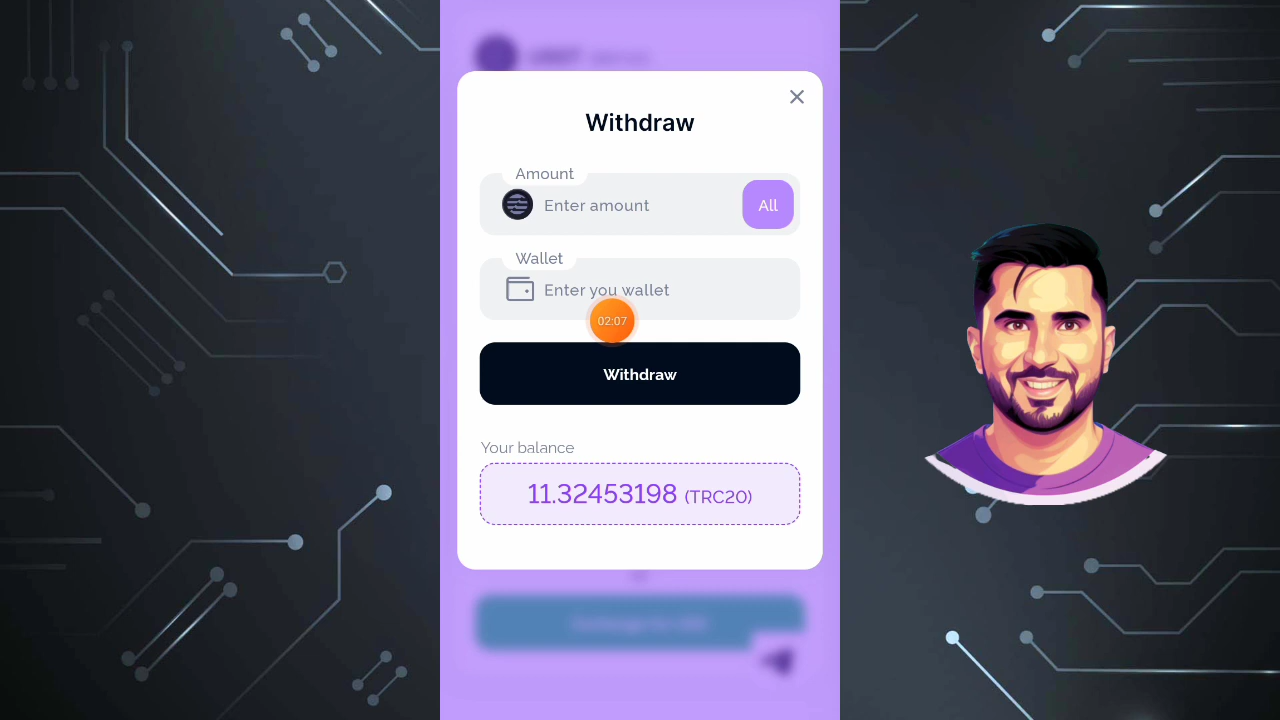 Withdraw
Amount
Enter amount
All
Wallet
Enter you wallet
02:07
Withdraw
Your balance
11.32453198 (TRC20)